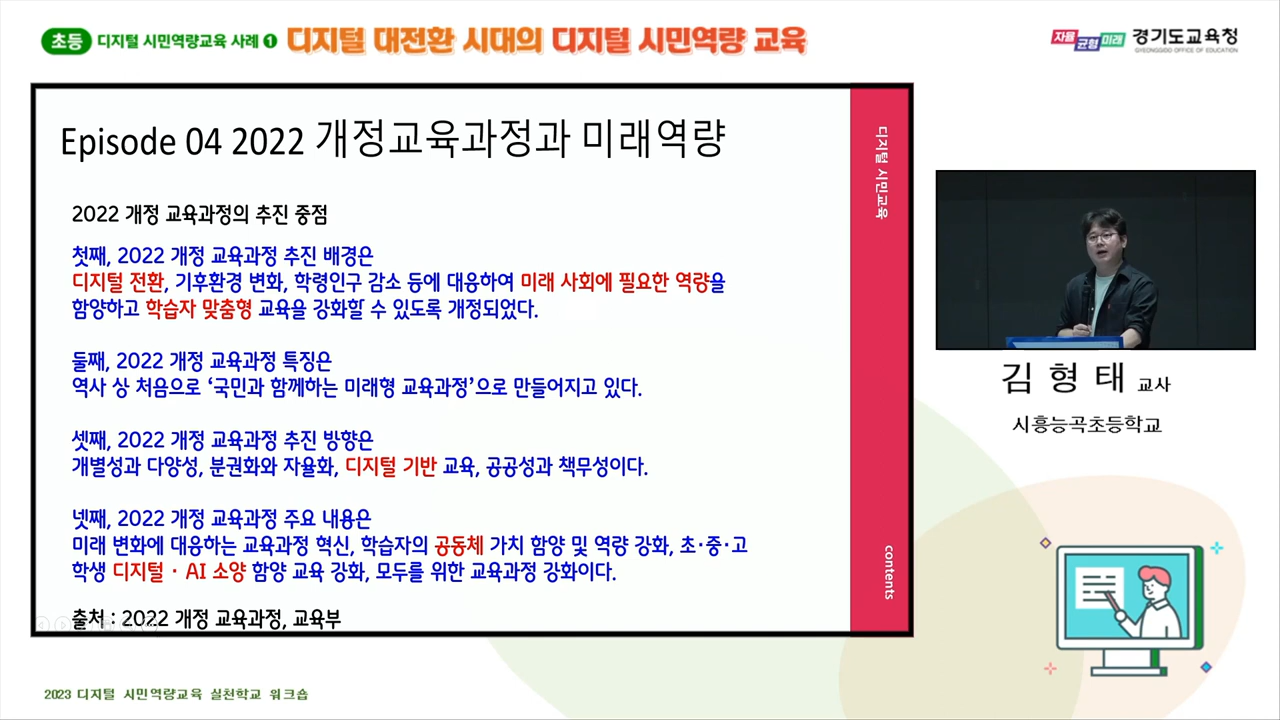 초등 디지털 시민역량교육 사례 ❶ 디지털 대전환 시대의 디지털 시민역량 교육
자율 균형 미래 경기도교육청
GYEONGGIDO OFFICE OF EDUCATION
Episode 04 2022 개정교육과정과 미래역량
디지털 시민교육
2022 개정 교육과정의 추진 중점
첫째, 2022 개정 교육과정 추진 배경은
디지털 전환, 기후환경 변화, 학령인구 감소 등에 대응하여 미래 사회에 필요한 역량을
함양하고 학습자 맞춤형 교육을 강화할 수 있도록 개정되었다.
둘째, 2022 개정 교육과정 특징은
역사 상 처음으로 ‘국민과 함께하는 미래형 교육과정’으로 만들어지고 있다.
셋째, 2022 개정 교육과정 추진 방향은
개별성과 다양성, 분권화와 자율화, 디지털 기반 교육, 공공성과 책무성이다.
넷째, 2022 개정 교육과정 주요 내용은
미래 변화에 대응하는 교육과정 혁신, 학습자의 공동체 가치 함양 및 역량 강화, 초·중·고
학생 디지털 · AI 소양 함양 교육 강화, 모두를 위한 교육과정 강화이다.
출처 : 2022 개정 교육과정, 교육부
contents
김 형 태 교사
시흥능곡초등학교
2023 디지털 시민역량교육 실천학교 워크숍